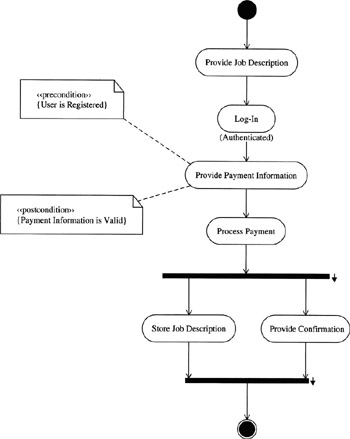 Provide Job Description
‹‹precondition››
{User is Registered}
Log-In
(Authenticated)
Provide Payment Information
‹‹postcondition››
{Payment Information is Valid}
Process Payment
Store Job Description
Provide Confirmation